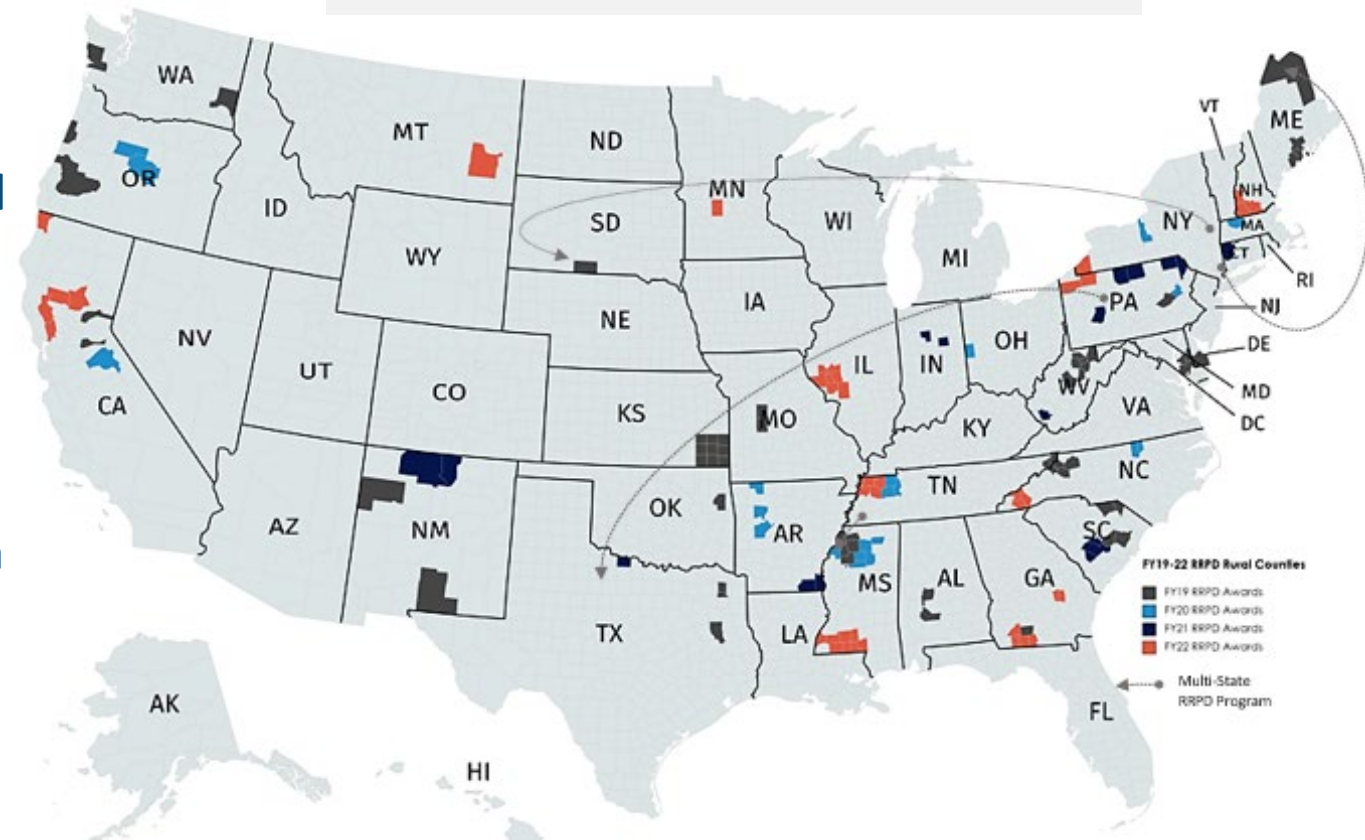 WA
MT
ND
MN
VT
ME
OR
ID
SD
WI
NY
NH
MA
WY
MI
CT
RI
IA
NE
PA
NJ
NV
UT
CO
IL
IN
OH
DE
WV
MD
DC
CA
KS
MO
KY
VA
AZ
NM
OK
AR
TN
NC
SC
MS
AL
GA
TX
LA
FL
AK
HI
FY19-22 RRPD Rural Counties
FY19 RRPD Awards
FY20 RRPD Awards
FY21 RRPD Awards
FY22 RRPD Awards
Multi-State
RRPD Program